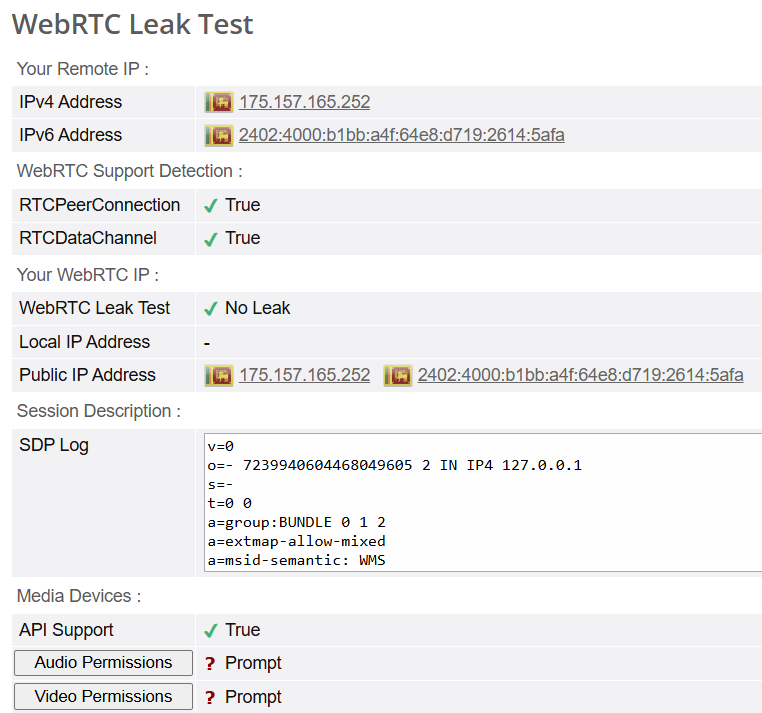 WebRTC Leak Test
Your Remote IP :
IPv4 Address 175.157.165.252
IPv6 Address 2402:4000:b1bb:a4f:64e8:d719:2614:5afa
WebRTC Support Detection :
RTCPeerConnection ✓ True
RTCDataChannel ✓ True
Your WebRTC IP :
WebRTC Leak Test ✓ No Leak
Local IP Address -
Public IP Address 175.157.165.252 2402:4000:b1bb:a4f:64e8:d719:2614:5afa
Session Description :
SDP Log
v=0
o=- 7239940604468049605 2 IN IP4 127.0.0.1
s=-
t=0 0
a=group:BUNDLE 0 1 2
a=extmap-allow-mixed
a=msid-semantic: WMS
Media Devices :
API Support ✓ True
Audio Permissions ? Prompt
Video Permissions ? Prompt